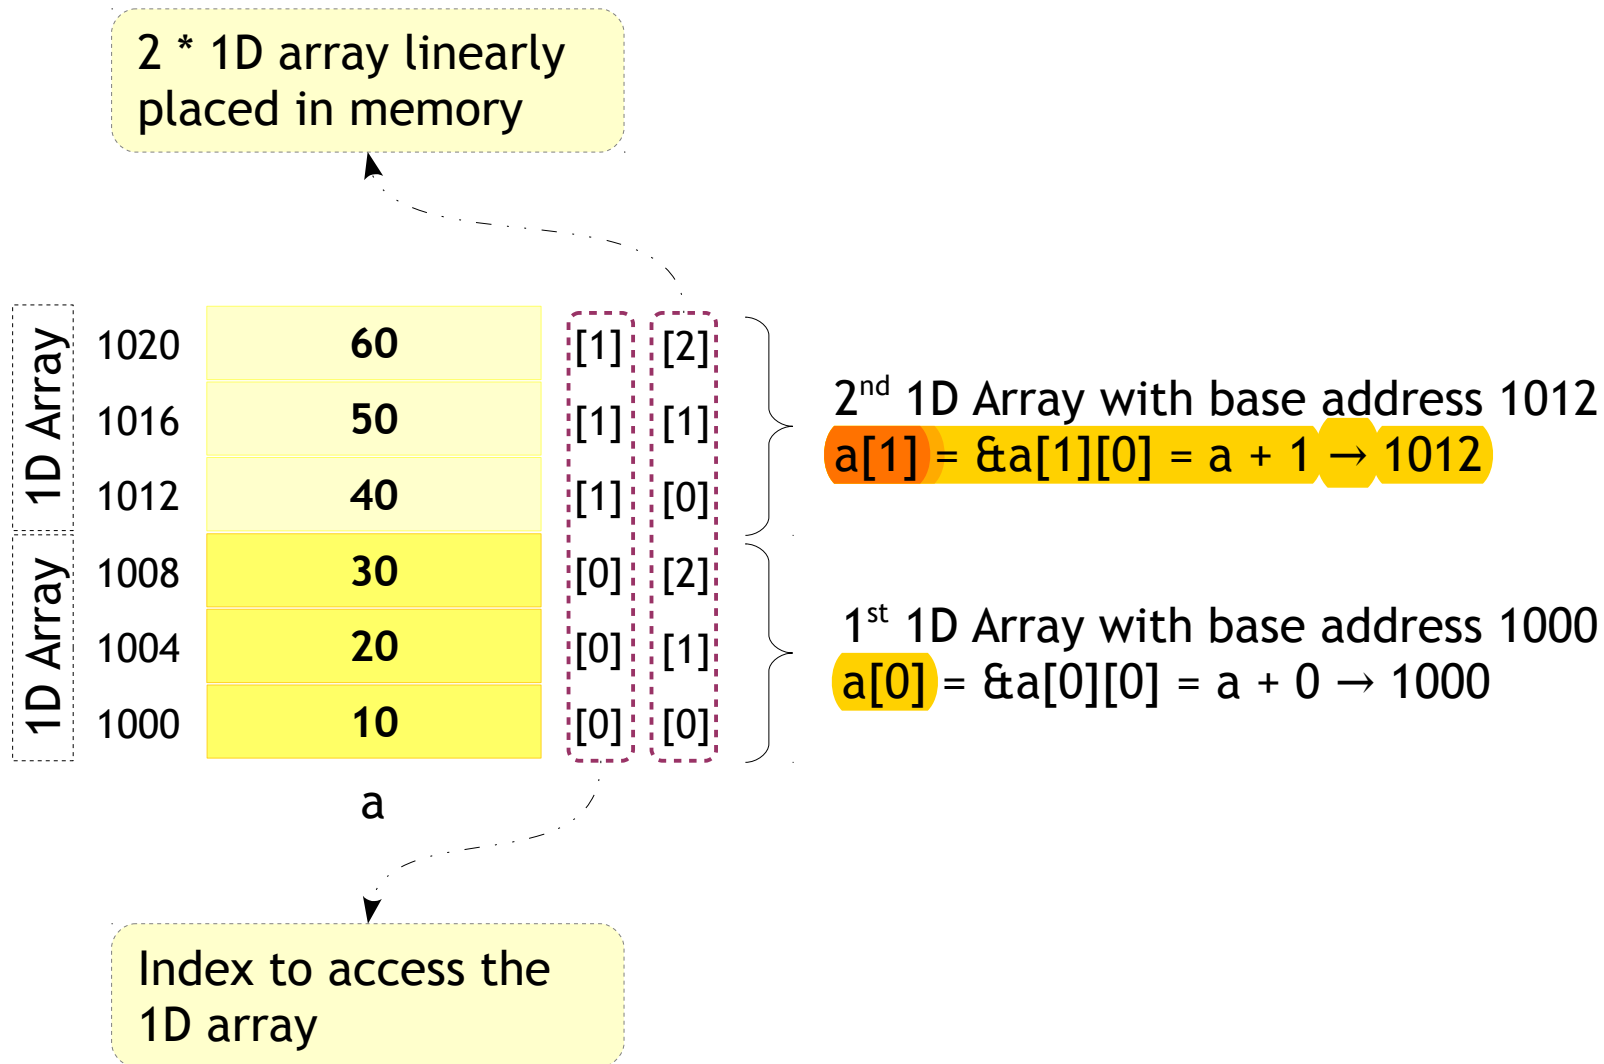 2 * 1D array linearly
placed in memory
1D Array
1020 60 [1] [2]
1016 50 [1] [1]
1012 40 [1] [0]
2nd 1D Array with base address 1012
a[1] = &a[1][0] = a + 1 → 1012
1D Array
1008 30 [0] [2]
1004 20 [0] [1]
1000 10 [0] [0]
1st 1D Array with base address 1000
a[0] = &a[0][0] = a + 0 → 1000
a
Index to access the
1D array